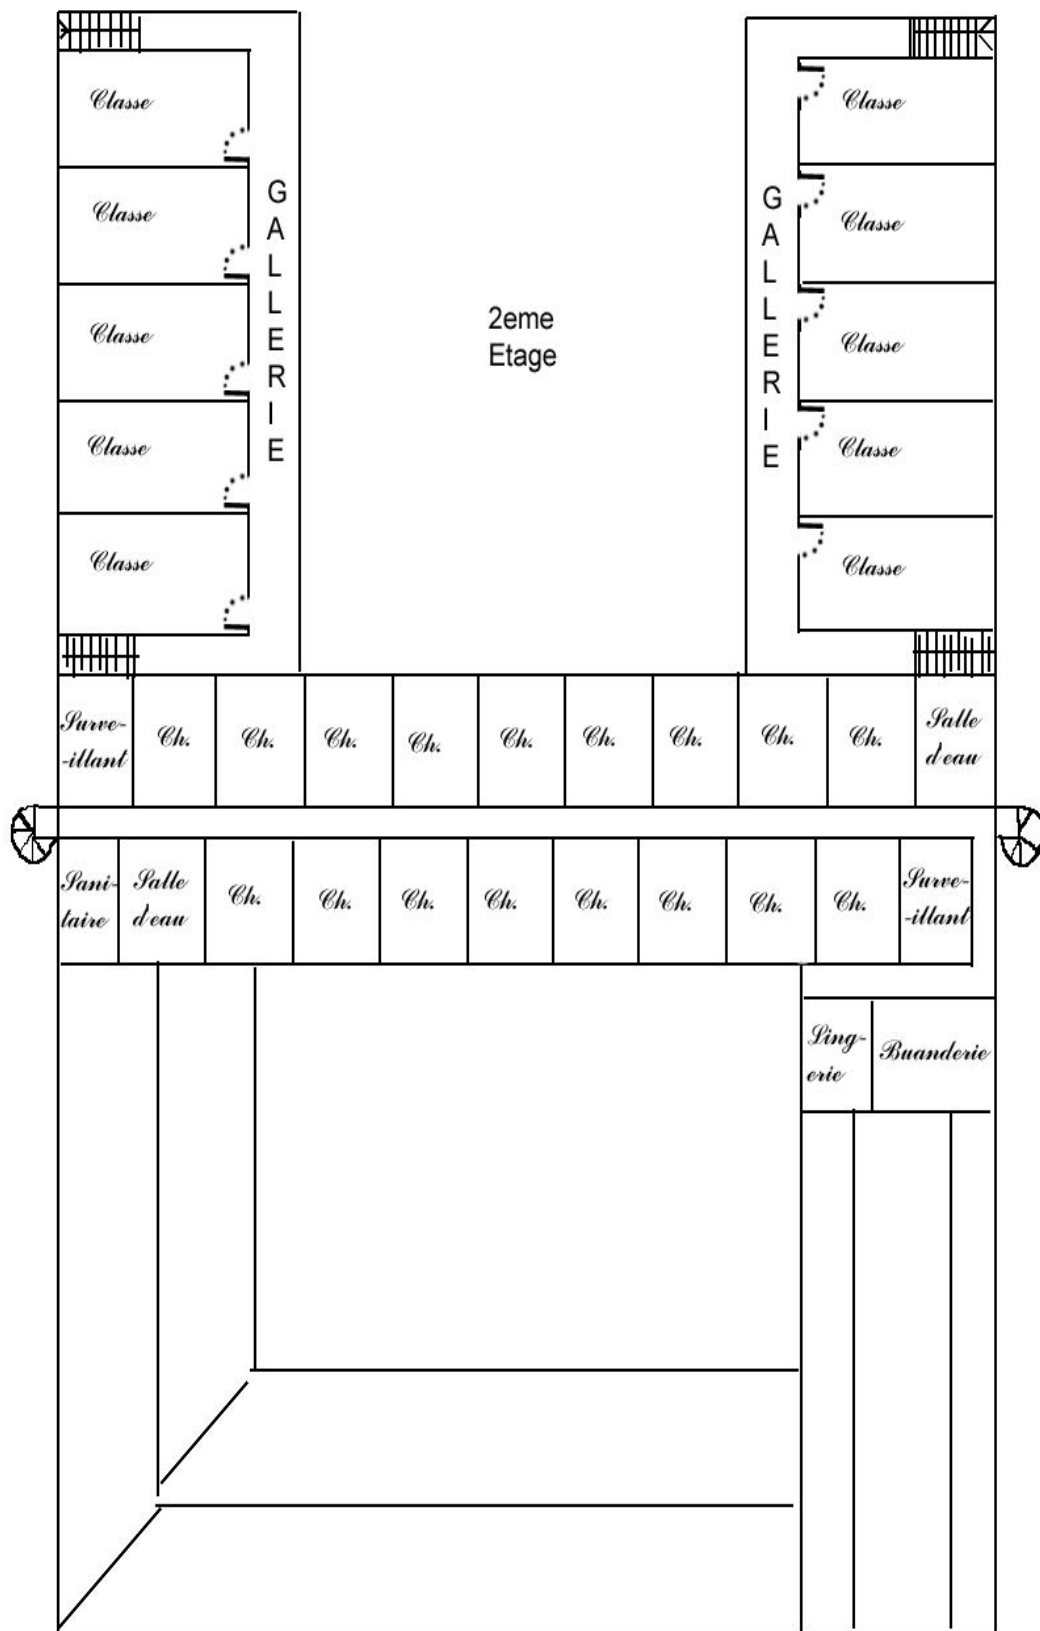 Classe
Classe
Classe
Classe
Classe
GALLERIE
2eme
Etage
GALLERIE
Classe
Classe
Classe
Classe
Classe
Surve-
-illant
Ch.
Ch.
Ch.
Ch.
Ch.
Ch.
Ch.
Ch.
Ch.
Salle
d'eau
Sani-
taire
Salle
d'eau
Ch.
Ch.
Ch.
Ch.
Ch.
Ch.
Ch.
Ch.
Surve-
-illant
Ling-
erie
Buanderie